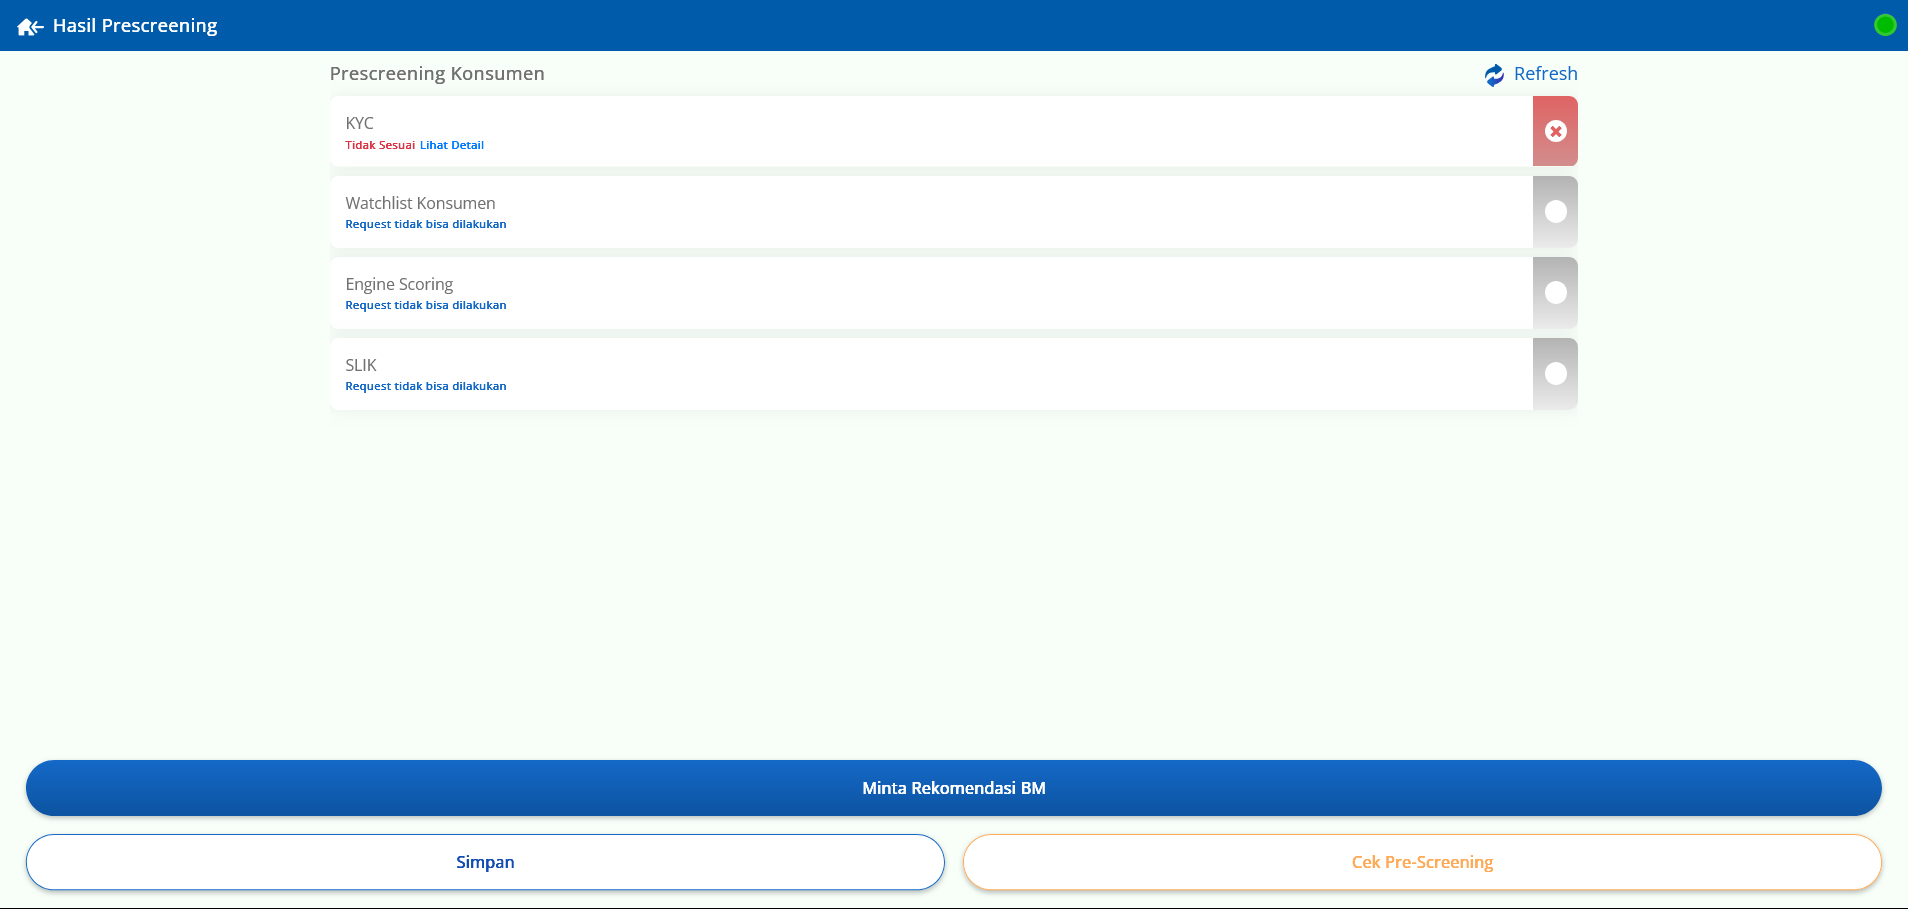 Hasil Prescreening
Prescreening Konsumen
Refresh
KYC
Tidak Sesuai Lihat Detail
Watchlist Konsumen
Request tidak bisa dilakukan
Engine Scoring
Request tidak bisa dilakukan
SLIK
Request tidak bisa dilakukan
Minta Rekomendasi BM
Simpan
Cek Pre-Screening